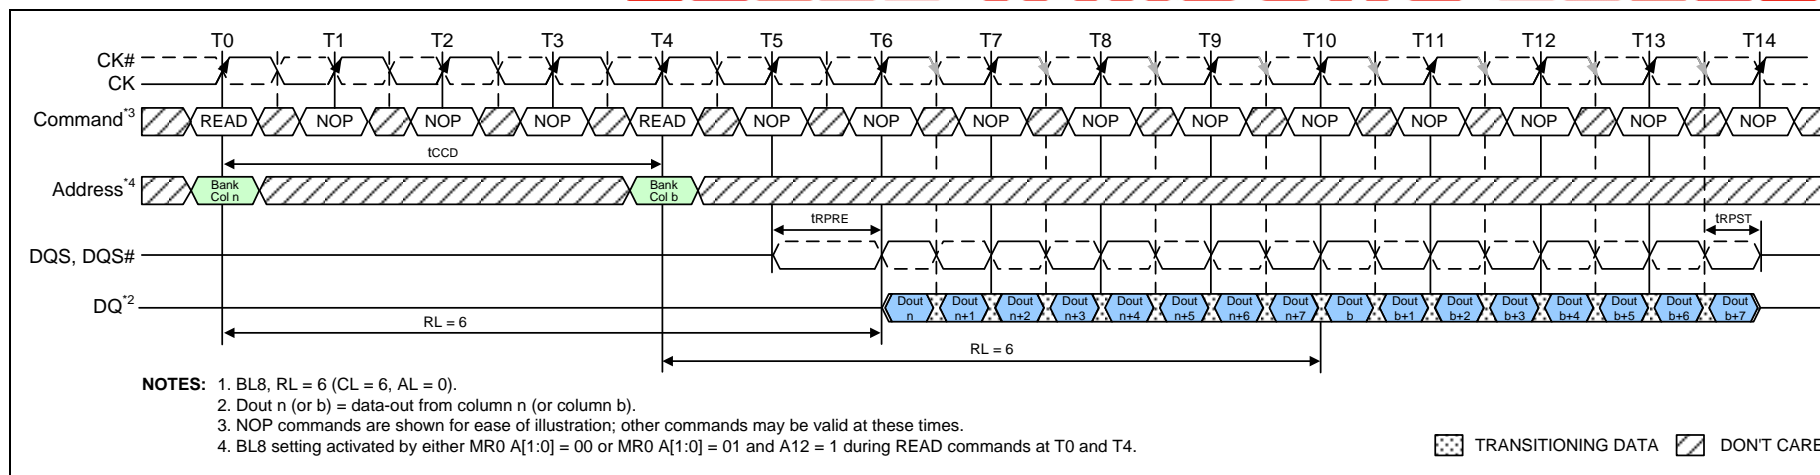 T0 T1 T2 T3 T4 T5 T6 T7 T8 T9 T10 T11 T12 T13 T14
CK#
CK
Command*3 READ NOP NOP NOP READ NOP NOP NOP NOP NOP NOP NOP NOP NOP NOP
tCCD
Address*4 Bank Col n Bank Col b
tRPRE tRPST
DQS, DQS#
DQ*2 Dout n Dout n+1 Dout n+2 Dout n+3 Dout n+4 Dout n+5 Dout n+6 Dout n+7 Dout b Dout b+1 Dout b+2 Dout b+3 Dout b+4 Dout b+5 Dout b+6 Dout b+7
RL = 6
RL = 6
NOTES: 1. BL8, RL = 6 (CL = 6, AL = 0).
2. Dout n (or b) = data-out from column n (or column b).
3. NOP commands are shown for ease of illustration; other commands may be valid at these times.
4. BL8 setting activated by either MR0 A[1:0] = 00 or MR0 A[1:0] = 01 and A12 = 1 during READ commands at T0 and T4.
TRANSITIONING DATA DON'T CARE